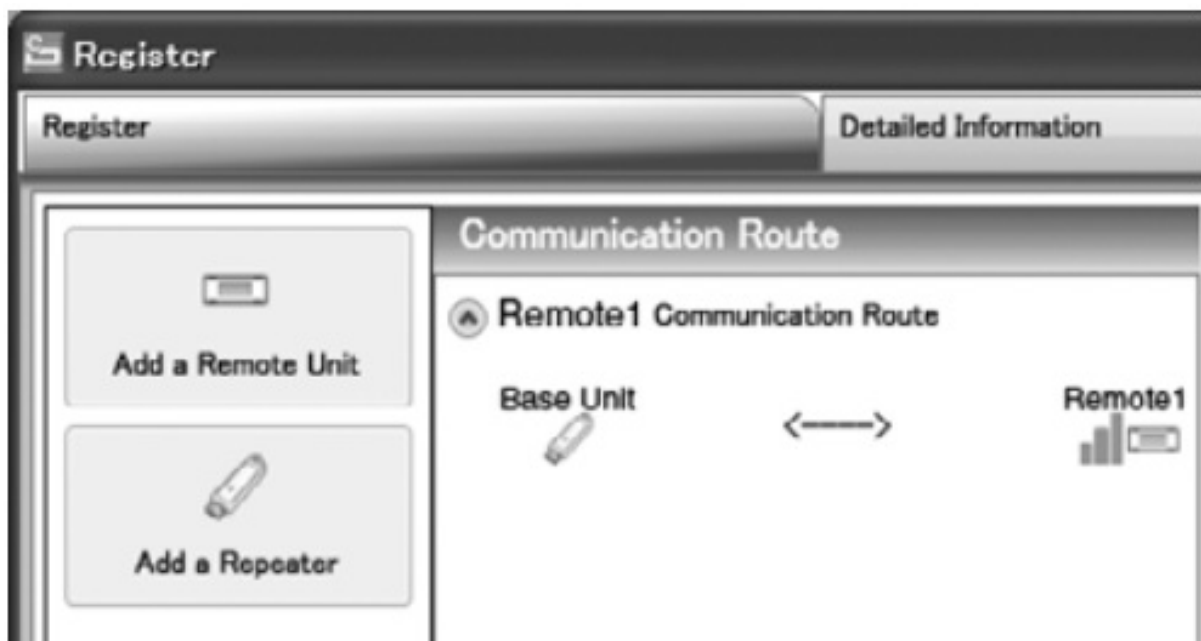 Register
Register
Detailed Information
Add a Remote Unit
Add a Repeater
Communication Route
Remote1 Communication Route
Base Unit
<---->
Remote1